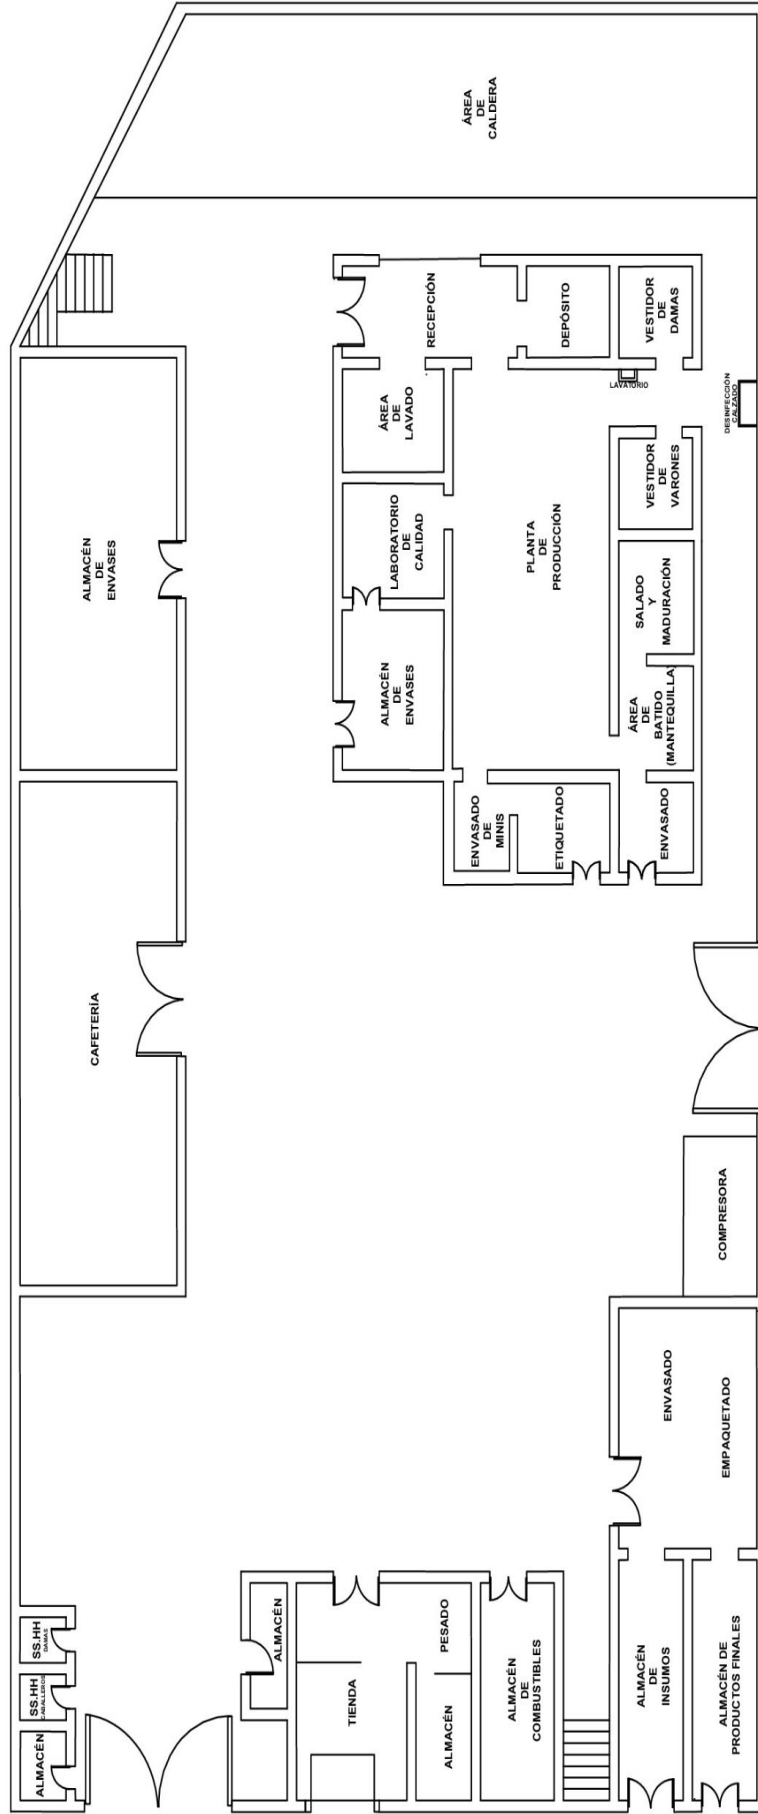 ÁREA
DE
CALDERA
RECEPCIÓN
DEPÓSITO
VESTIDOR
DE
DAMAS
LAVATORIO
DESINFECCIÓN
CALZADO
ÁREA
DE
LAVADO
LABORATORIO
DE
CALIDAD
PLANTA
DE
PRODUCCIÓN
VESTIDOR
DE
VARONES
SALADO
Y
MADURACIÓN
ALMACÉN
DE
ENVASES
ALMACÉN
DE
ENVASES
ÁREA
DE
BATIDO
(MANTEQUILLA)
ENVASADO
DE
MINIS
ETIQUETADO
ENVASADO
CAFETERÍA
COMPRESORA
ENVASADO
EMPAQUETADO
SS.HH
DAMAS
SS.HH
CABALLEROS
ALMACÉN
ALMACÉN
TIENDA
PESADO
ALMACÉN
ALMACÉN
DE
COMBUSTIBLES
ALMACÉN
DE
INSUMOS
ALMACÉN DE
PRODUCTOS FINALES